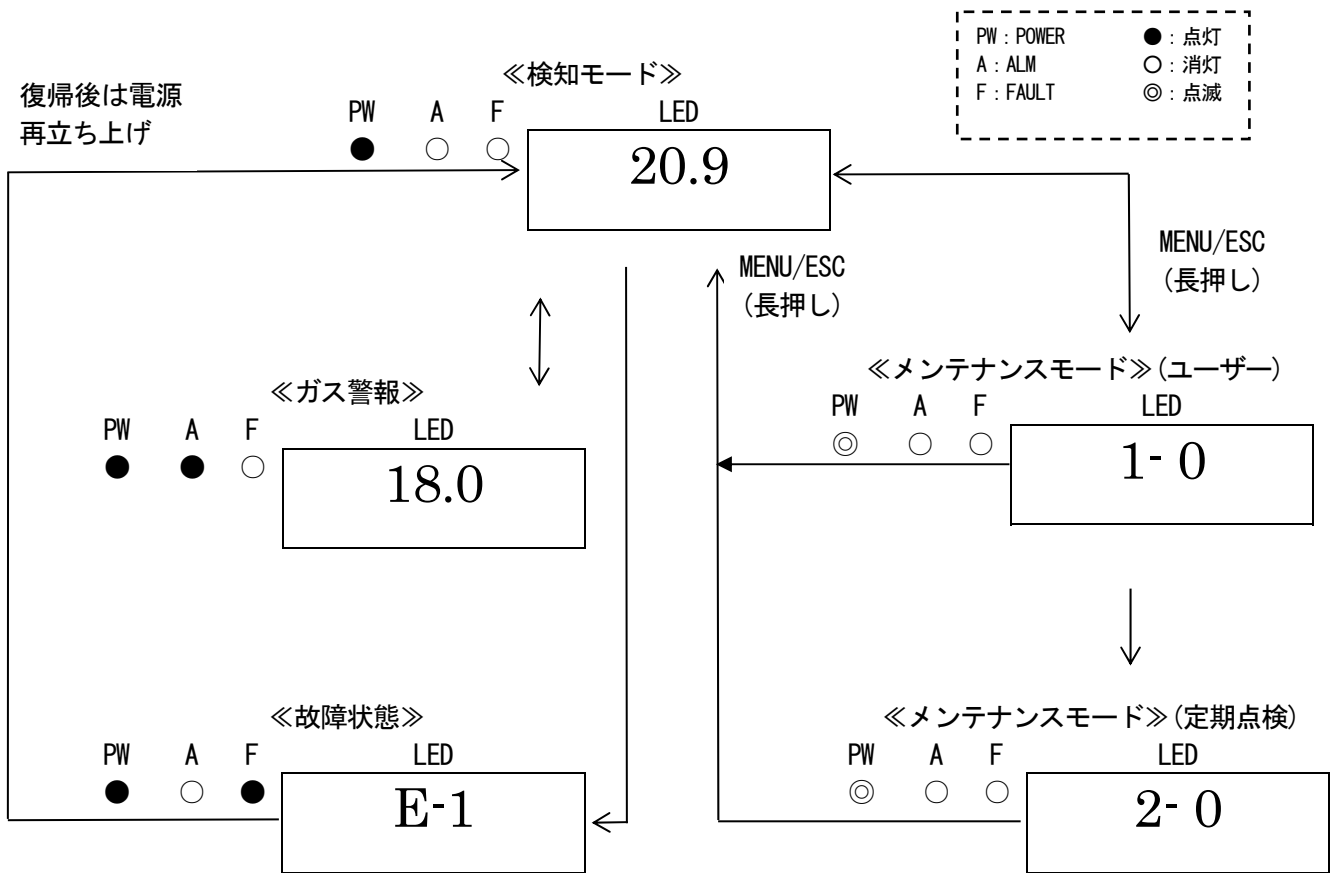 PW：POWER ●：点灯
A：ALM ○：消灯
F：FAULT ◎：点滅
復帰後は電源
再立ち上げ
≪検知モード≫
PW A F LED
● ○ ○
20.9
MENU/ESC
(長押し)
MENU/ESC
(長押し)
≪ガス警報≫
PW A F LED
● ● ○
18.0
≪メンテナンスモード≫(ユーザー)
PW A F LED
◎ ○ ○
1- 0
≪故障状態≫
PW A F LED
● ○ ●
E-1
≪メンテナンスモード≫(定期点検)
PW A F LED
◎ ○ ○
2- 0